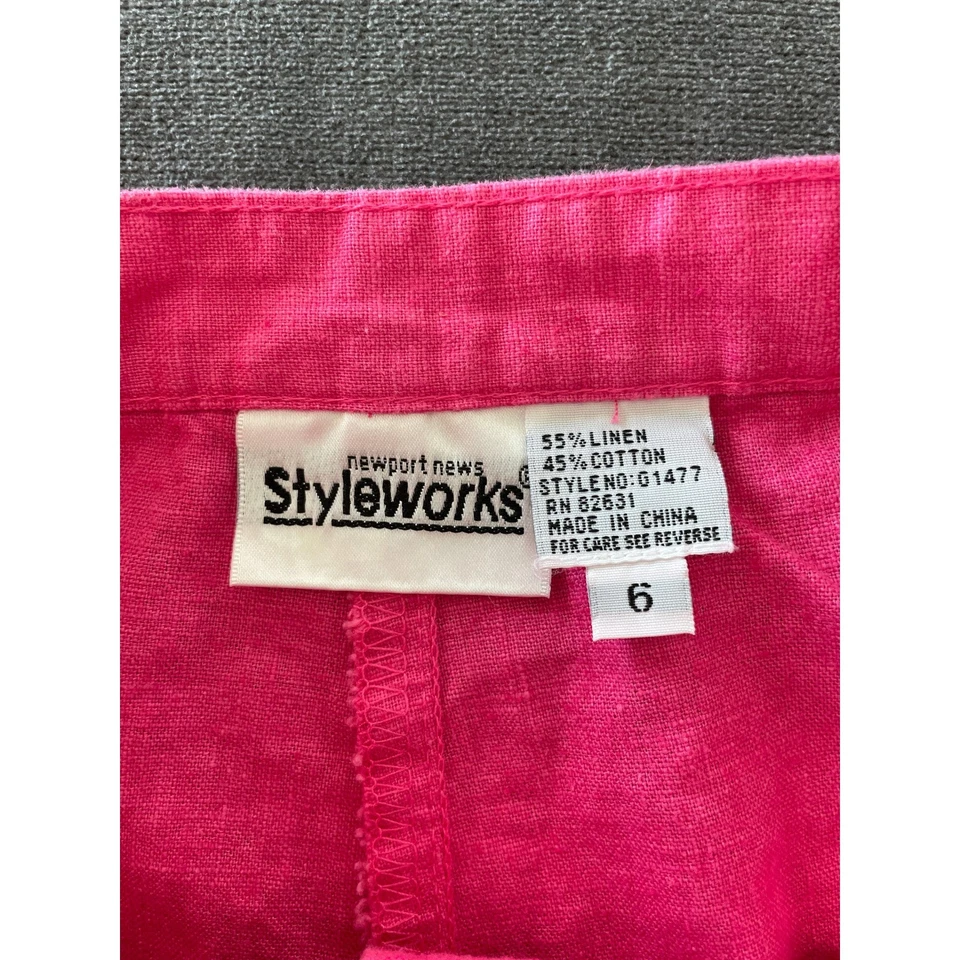 newport news
Styleworks®
55% LINEN
45% COTTON
STYLE NO: 01477
RN 82631
MADE IN CHINA
FOR CARE SEE REVERSE
6